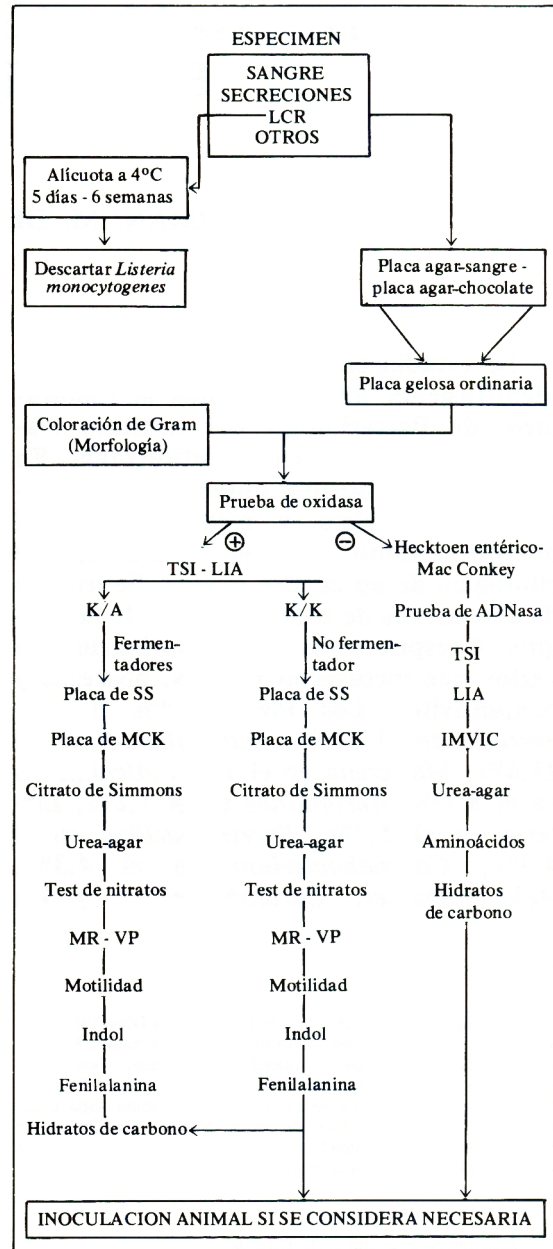 ESPECIMEN
SANGRE
SECRECIONES
LCR
OTROS
Alícuota a 4ºC
5 días - 6 semanas
Descartar Listeria
monocytogenes
Placa agar-sangre -
placa agar-chocolate
Placa gelosa ordinaria
Coloración de Gram
(Morfología)
Prueba de oxidasa
+
−
TSI - LIA
K/A
Fermen-
tadores
Placa de SS
Placa de MCK
Citrato de Simmons
Urea-agar
Test de nitratos
MR - VP
Motilidad
Indol
Fenilalanina
Hidratos de carbono
K/K
No fermen-
tador
Placa de SS
Placa de MCK
Citrato de Simmons
Urea-agar
Test de nitratos
MR - VP
Motilidad
Indol
Fenilalanina
Hecktoen entérico-
Mac Conkey
Prueba de ADNasa
TSI
LIA
IMVIC
Urea-agar
Aminoácidos
Hidratos
de carbono
INOCULACION ANIMAL SI SE CONSIDERA NECESARIA